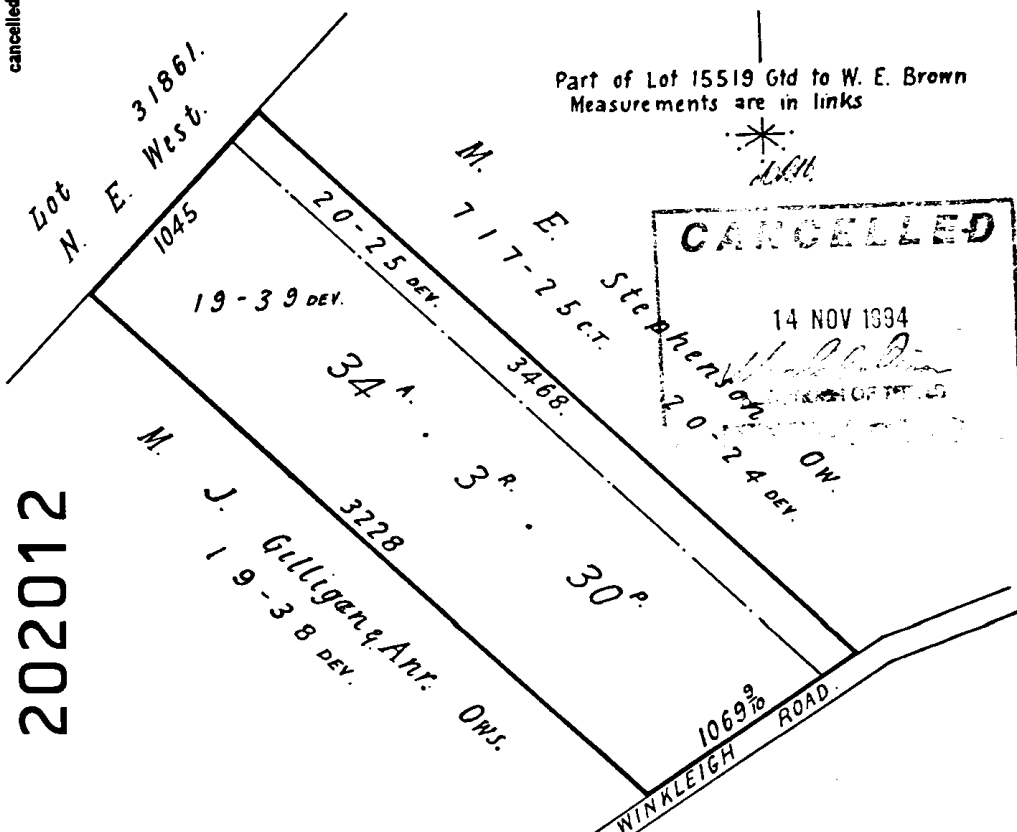 cancelled
Part of Lot 15519 Gtd to W. E. Brown
Measurements are in links
Lot 31861.
N. E. West.
1045
19-39 DEV.
20-25 DEV.
3468.
M. E. Stephenson OW.
717-25 C.T.
20-24 DEV.
CANCELLED
14 NOV 1994
34 A. 3 R. 30 P.
3228
M. J. Gilligan & Anr. OWS.
19-38 DEV.
1069 9/10
WINKLEIGH ROAD.
202012